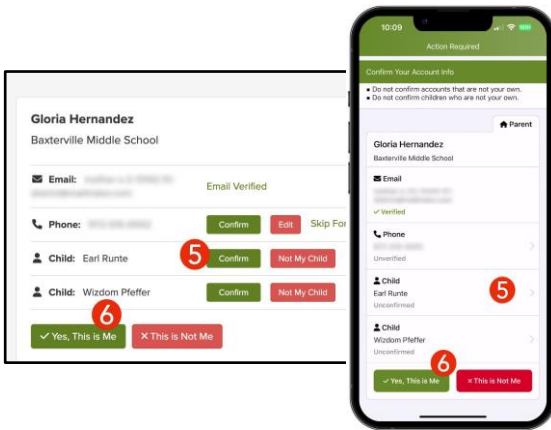 Gloria Hernandez
Baxterville Middle School
Email:
Email Verified
Phone:
Confirm Edit Skip For
Child: Earl Runte 5 Confirm Not My Child
Child: Wizdom Pfeffer Confirm Not My Child
6
✓ Yes, This is Me × This is Not Me
10:09
Action Required
Confirm Your Account Info
▪ Do not confirm accounts that are not your own.
▪ Do not confirm children who are not your own.
Parent
Gloria Hernandez
Baxterville Middle School
Email
✓ Verified
Phone
Unverified
Child
Earl Runte
Unconfirmed
5
Child
Wizdom Pfeffer
Unconfirmed
6
✓ Yes, This is Me × This is Not Me